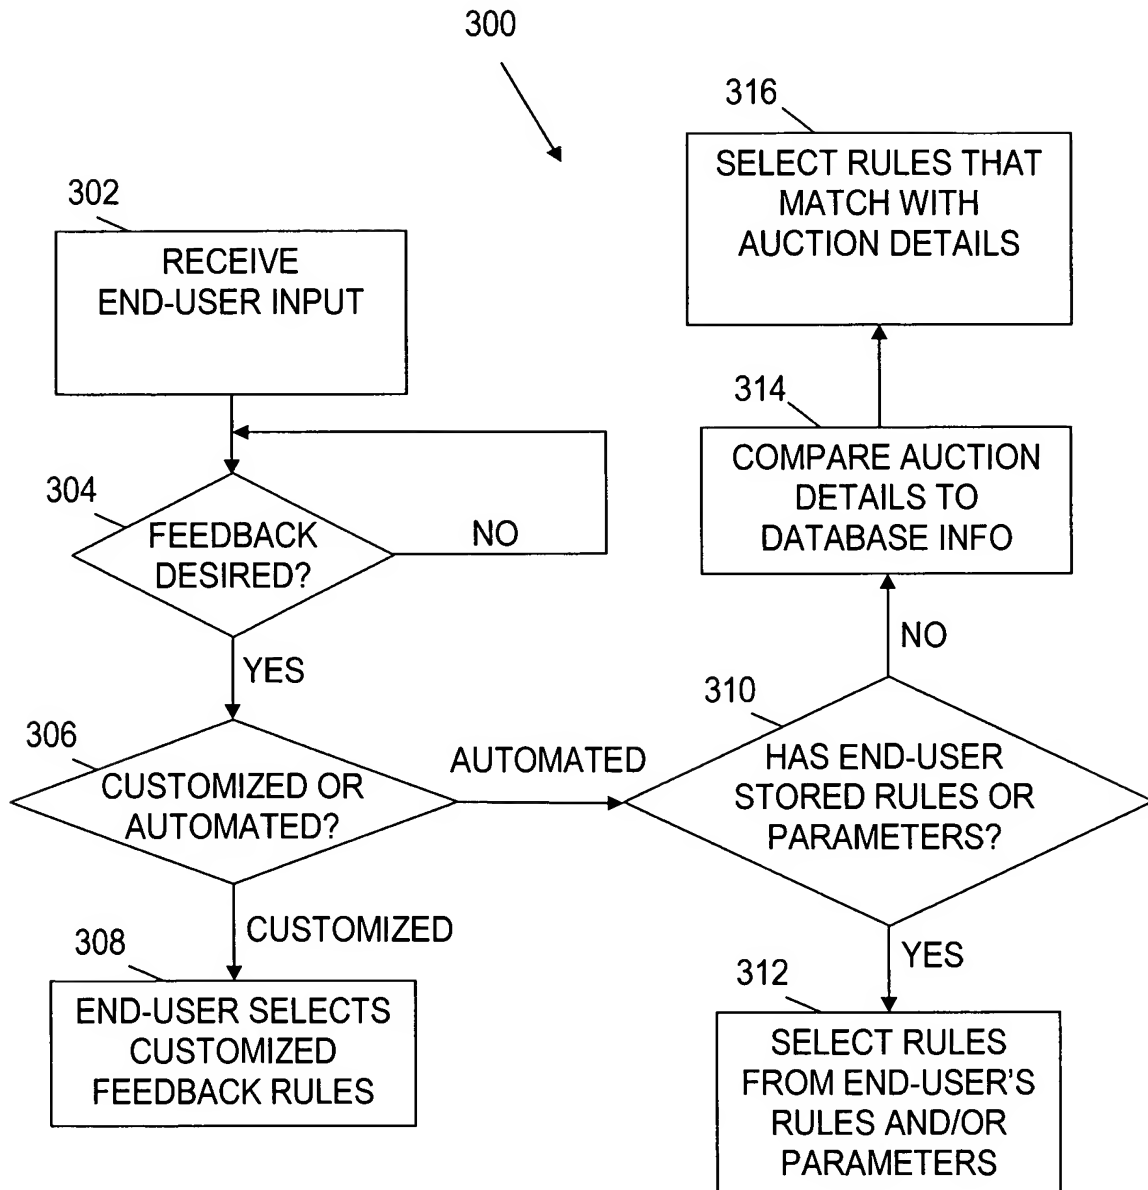 300
316
SELECT RULES THAT
MATCH WITH
AUCTION DETAILS
302
RECEIVE
END-USER INPUT
314
COMPARE AUCTION
DETAILS TO
DATABASE INFO
304
FEEDBACK
DESIRED?
NO
YES
NO
310
306
CUSTOMIZED OR
AUTOMATED?
AUTOMATED
HAS END-USER
STORED RULES OR
PARAMETERS?
CUSTOMIZED
YES
308
END-USER SELECTS
CUSTOMIZED
FEEDBACK RULES
312
SELECT RULES
FROM END-USER'S
RULES AND/OR
PARAMETERS